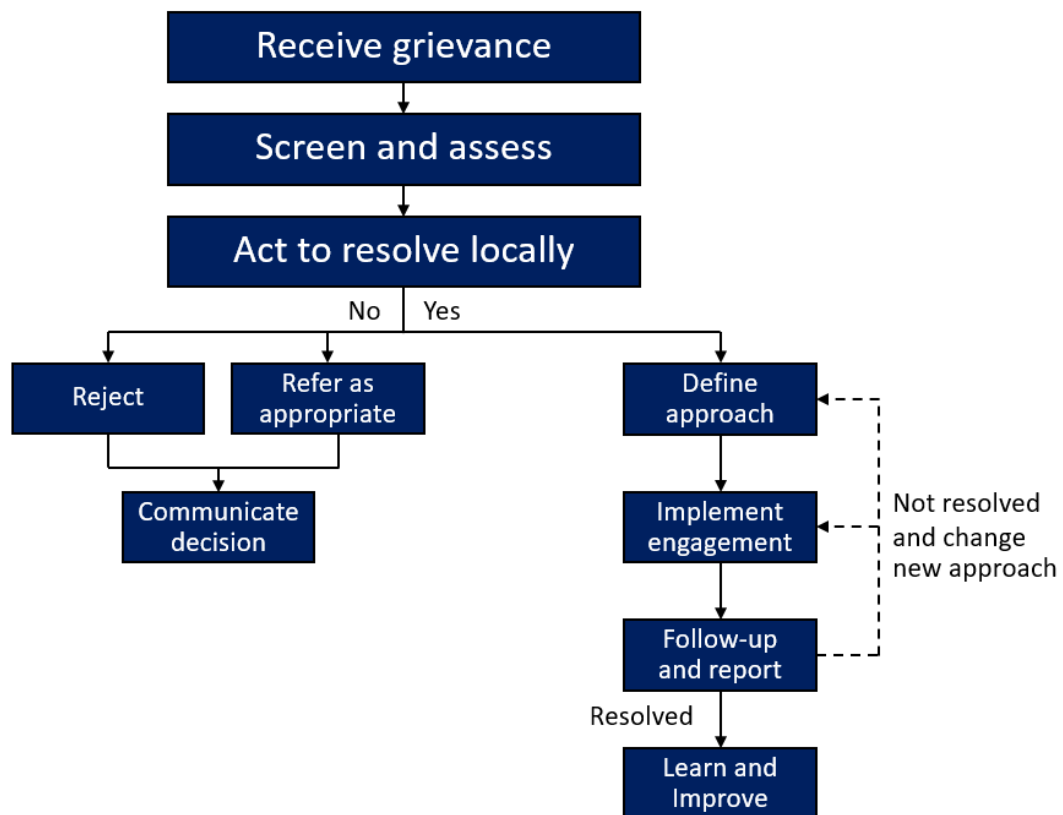 Receive grievance
Screen and assess
Act to resolve locally
No
Yes
Reject
Refer as
appropriate
Communicate
decision
Define
approach
Implement
engagement
Not resolved
and change
new approach
Follow-up
and report
Resolved
Learn and
Improve